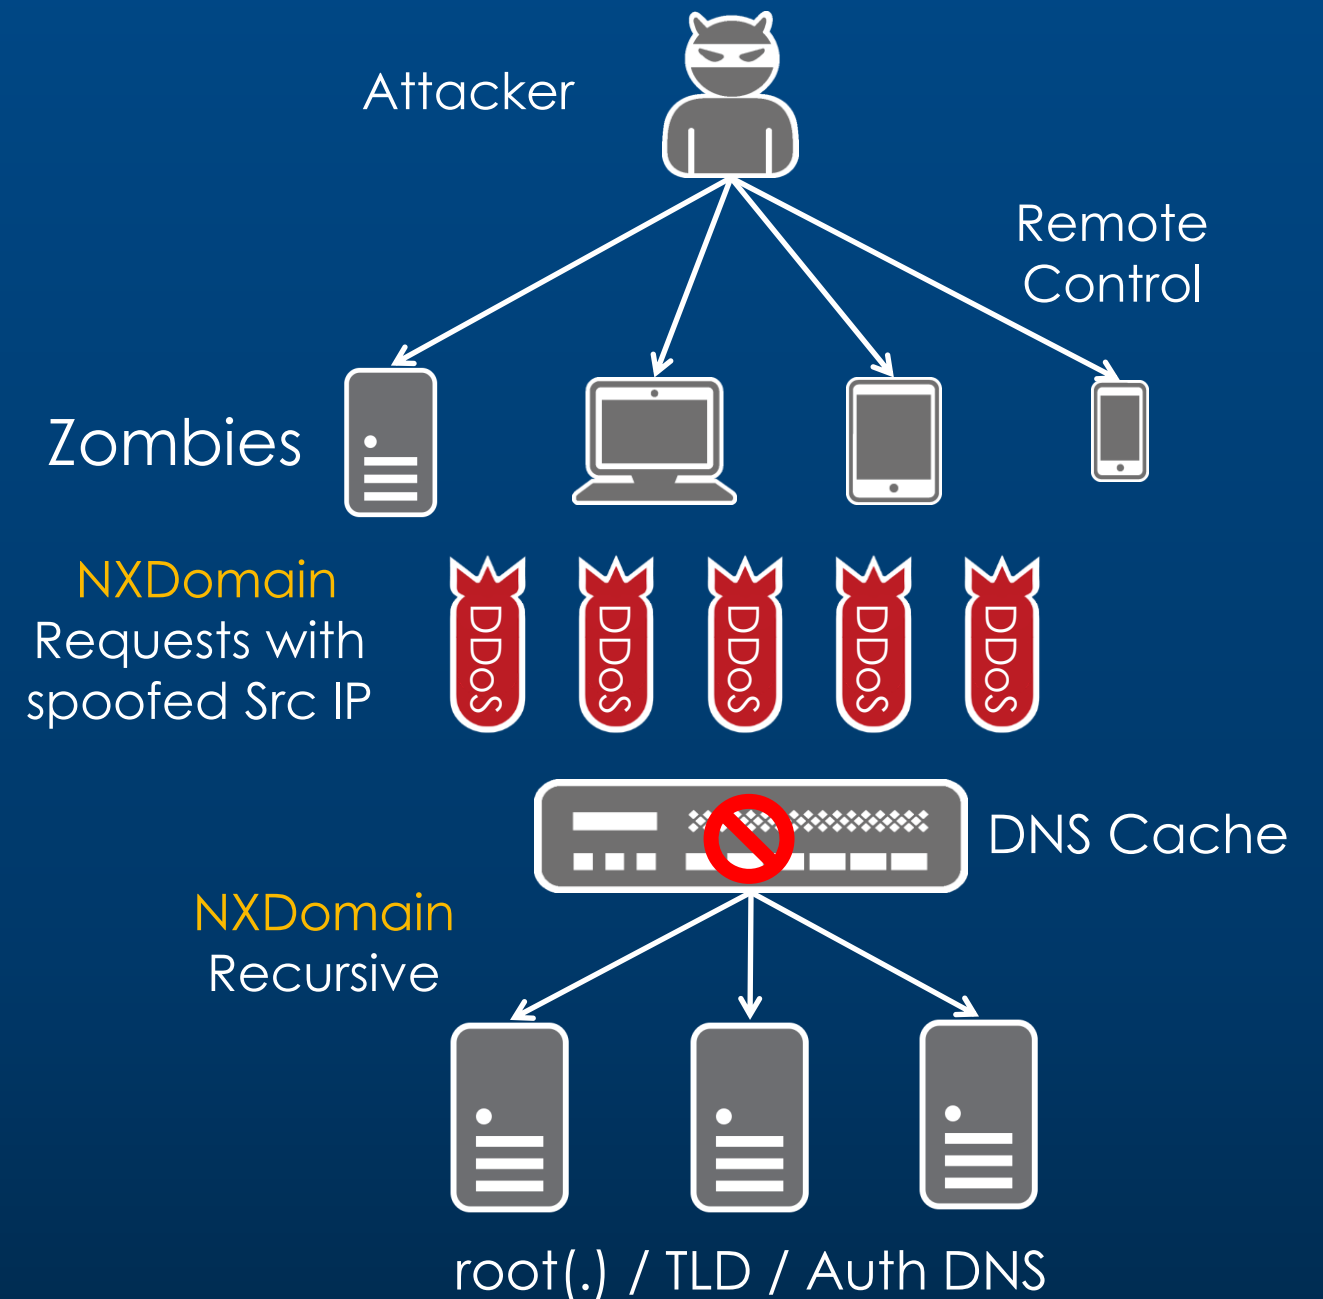 Attacker
Remote
Control
Zombies
NXDomain
Requests with
spoofed Src IP
DDoS
DDoS
DDoS
DDoS
DDoS
DNS Cache
NXDomain
Recursive
root(.) / TLD / Auth DNS